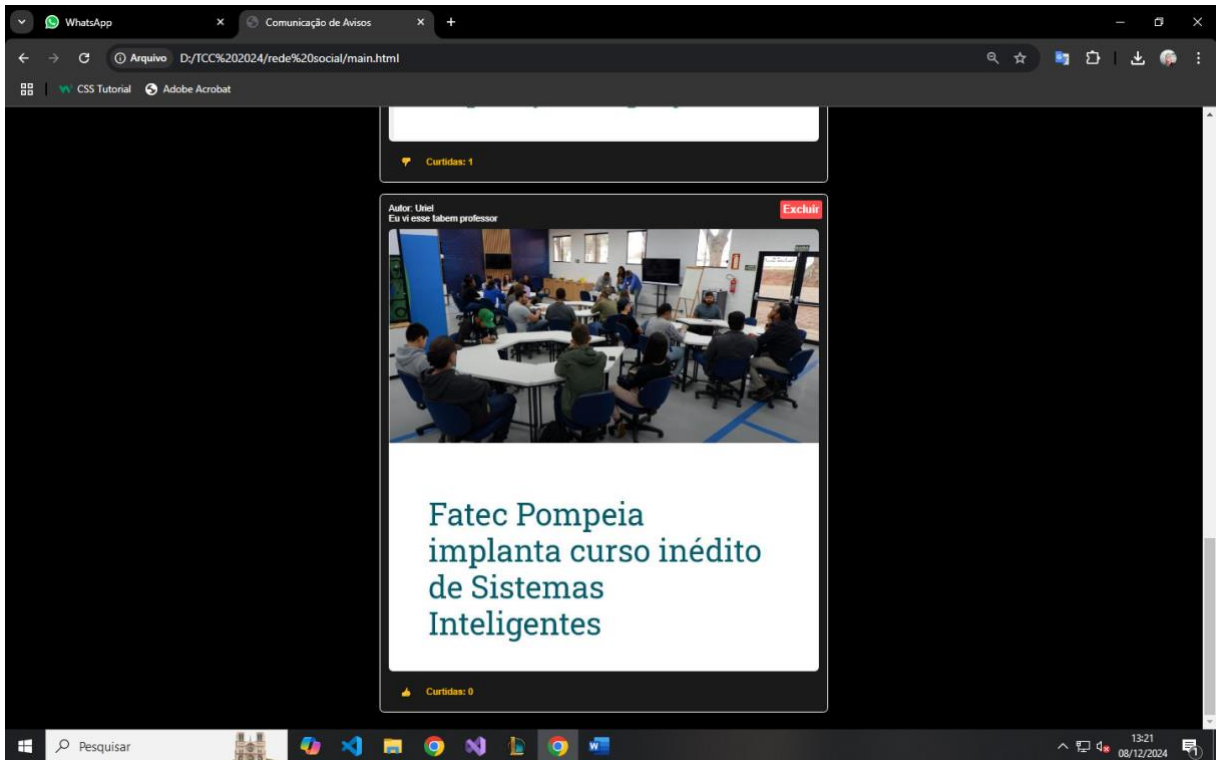 WhatsApp
Comunicação de Avisos
Arquivo D:/TCC%202024/rede%20social/main.html
CSS Tutorial Adobe Acrobat
Curtidas: 1
Autor: Uriel
Excluir
Eu vi esse tabem professor
Fatec Pompeia
implanta curso inédito
de Sistemas
Inteligentes
Curtidas: 0
Pesquisar
13:21
08/12/2024